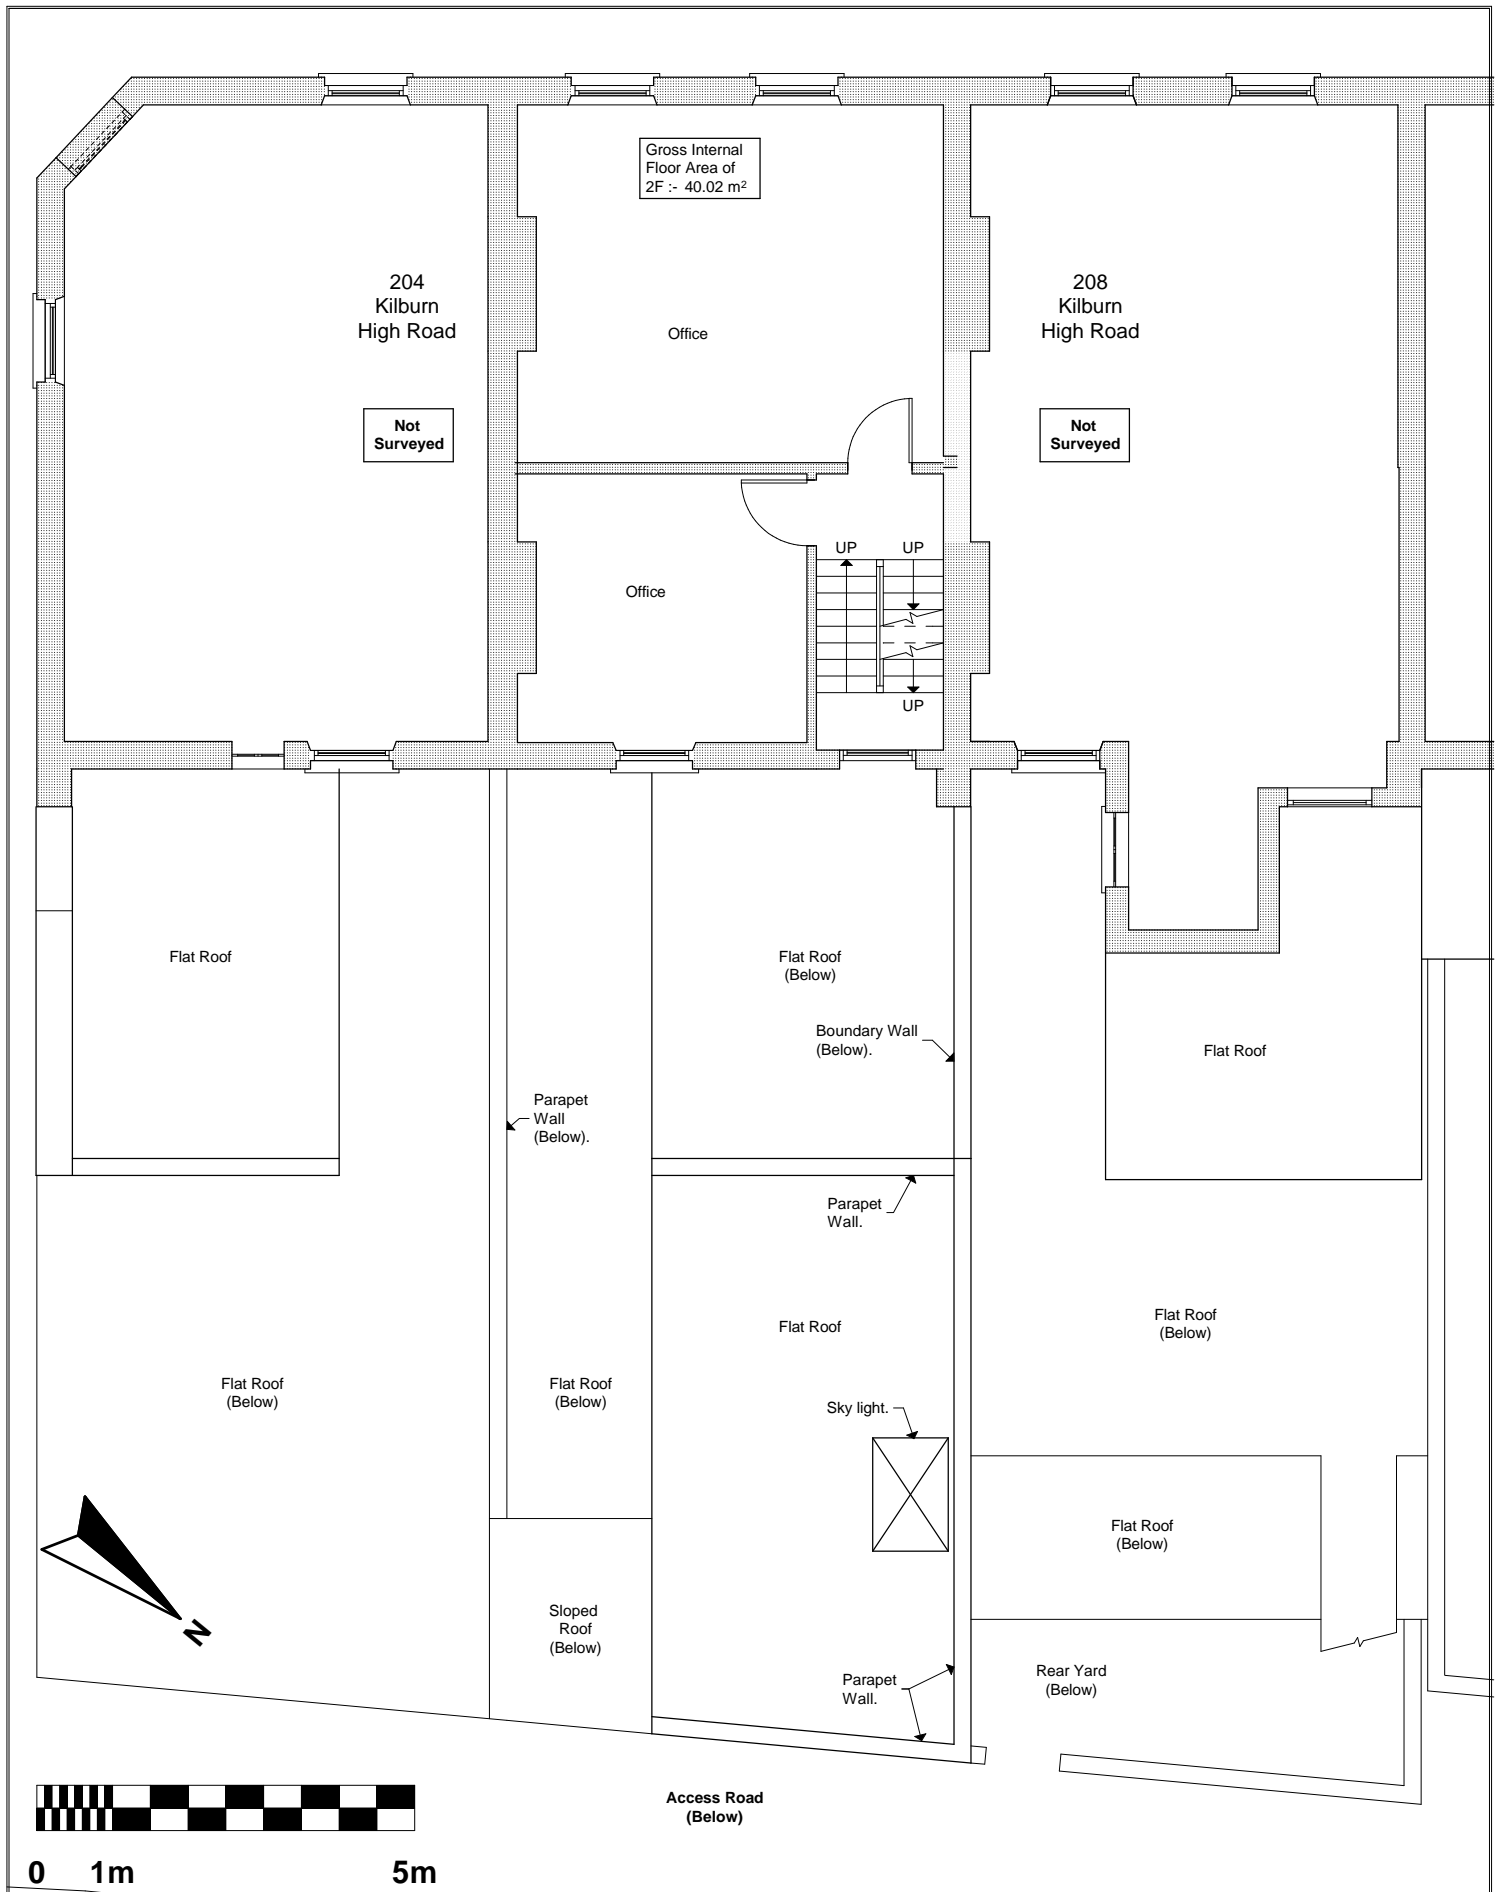 Gross Internal
Floor Area of
2F :- 40.02 m²
204
Kilburn
High Road
Office
208
Kilburn
High Road
Not
Surveyed
Not
Surveyed
UP
UP
Office
UP
Flat Roof
Flat Roof
(Below)
Boundary Wall
(Below).
Flat Roof
Parapet
Wall
(Below).
Parapet
Wall.
Flat Roof
Flat Roof
(Below)
Flat Roof
(Below)
Flat Roof
(Below)
Sky light.
Flat Roof
(Below)
Sloped
Roof
(Below)
N
Parapet
Wall.
Rear Yard
(Below)
Access Road
(Below)
0 1m 5m